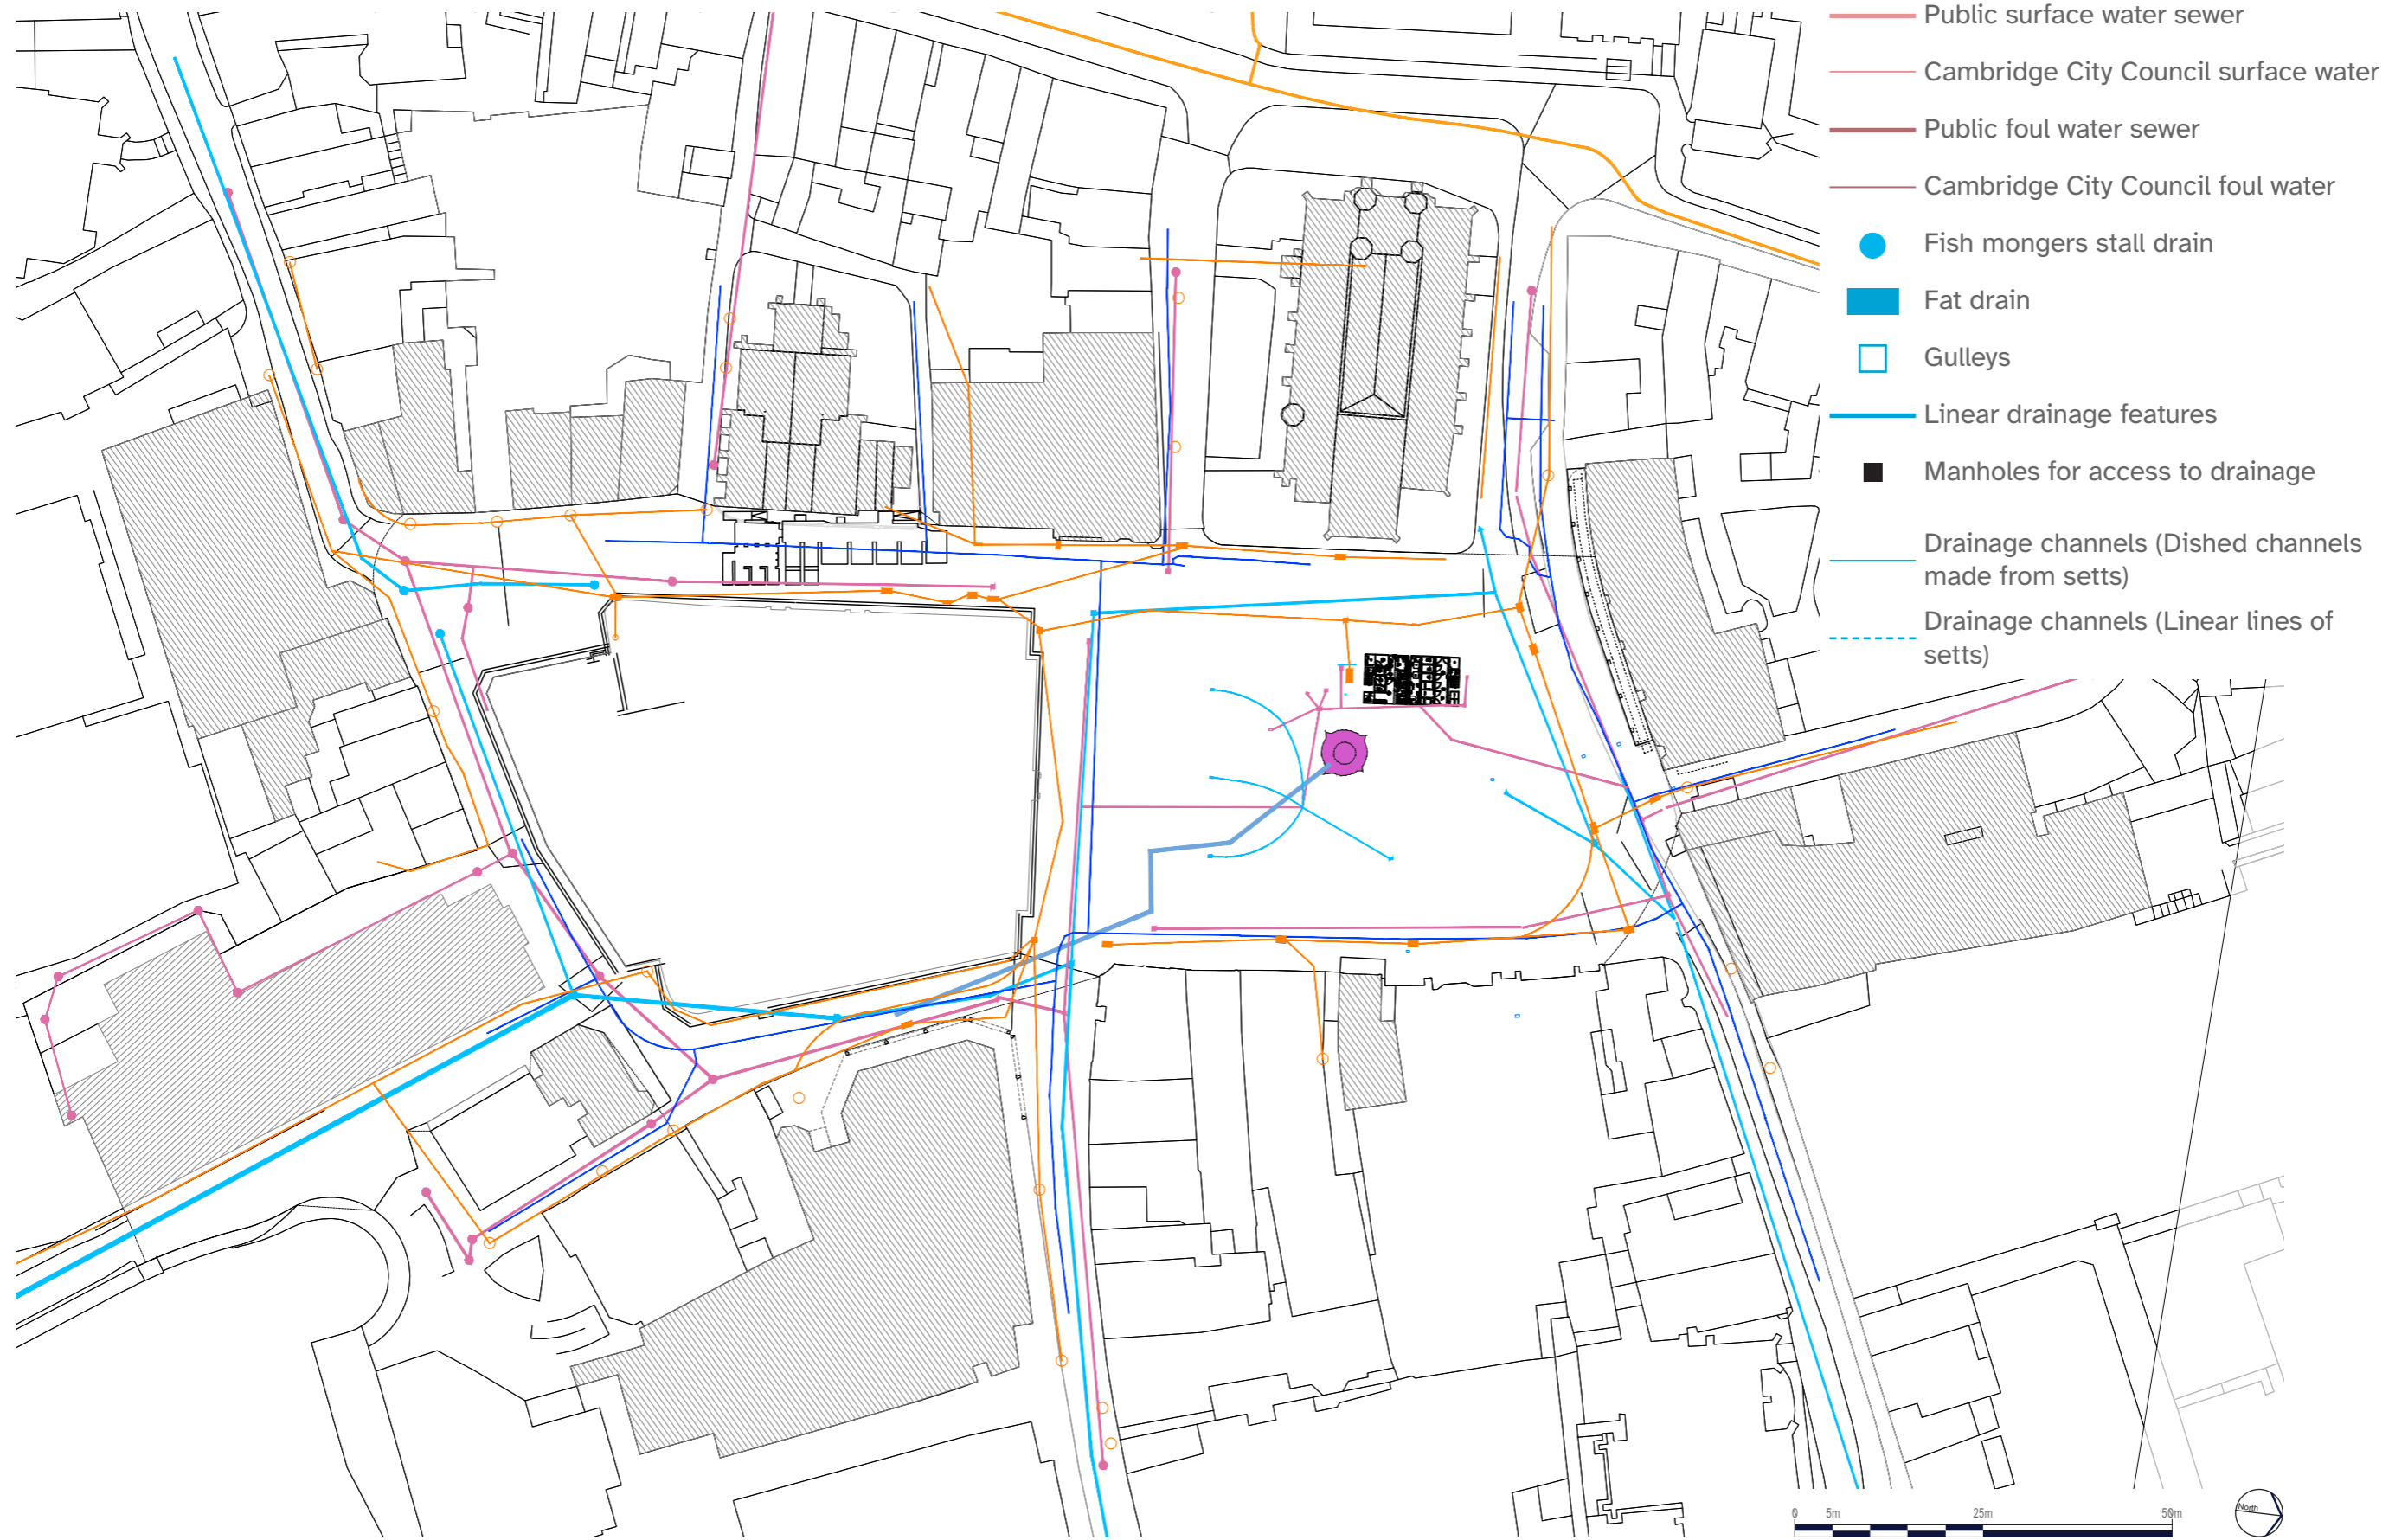 Public surface water sewer
Cambridge City Council surface water
Public foul water sewer
Cambridge City Council foul water
Fish mongers stall drain
Fat drain
Gulleys
Linear drainage features
Manholes for access to drainage
Drainage channels (Dished channels
made from setts)
Drainage channels (Linear lines of
setts)
0 5m 25m 50m
North